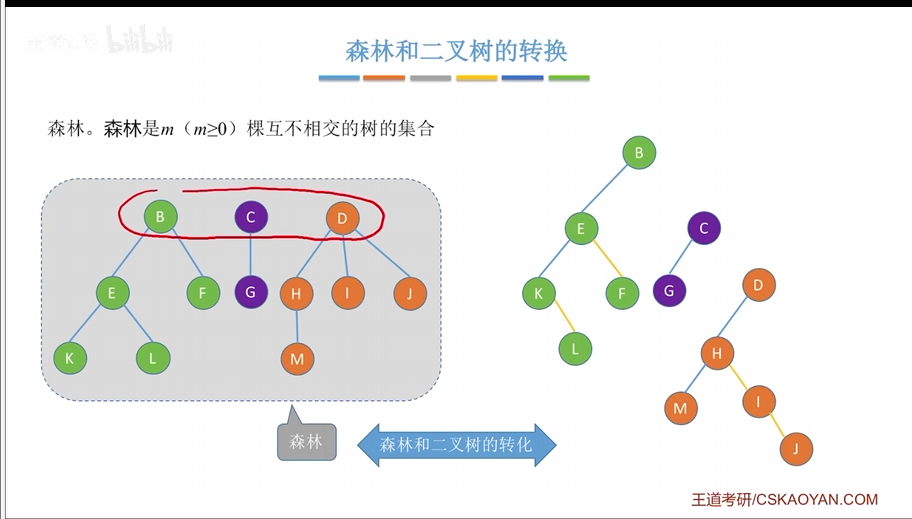 bilibili
森林和二叉树的转换
森林。森林是m（m≥0）棵互不相交的树的集合
B
B C D
E C
E F G H I J
K F G D
K L M
L H
M I
森林
森林和二叉树的转化
J
王道考研/CSKAOYAN.COM